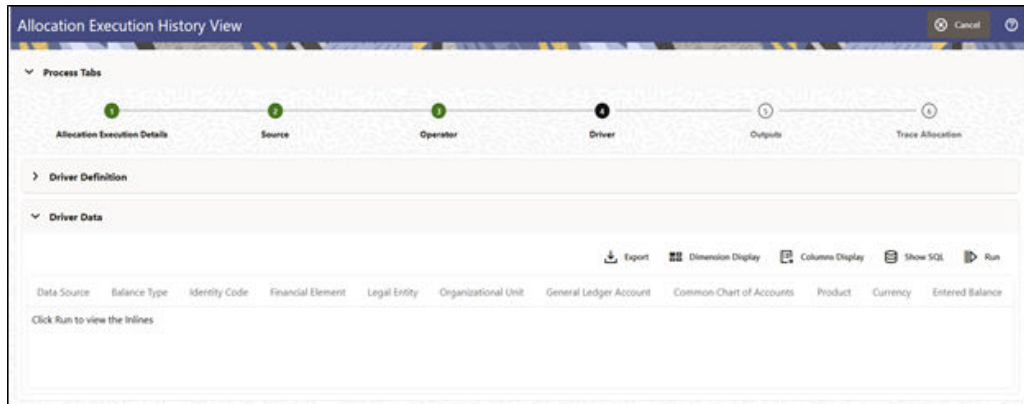 Allocation Execution History View
Cancel
Process Tabs
1 2 3 4 5 6
Allocation Execution Details Source Operator Driver Outputs Trace Allocation
Driver Definition
Driver Data
Export Dimension Display Columns Display Show SQL Run
Data Source Balance Type Identity Code Financial Element Legal Entity Organizational Unit General Ledger Account Common Chart of Accounts Product Currency Entered Balance
Click Run to view the Inlines